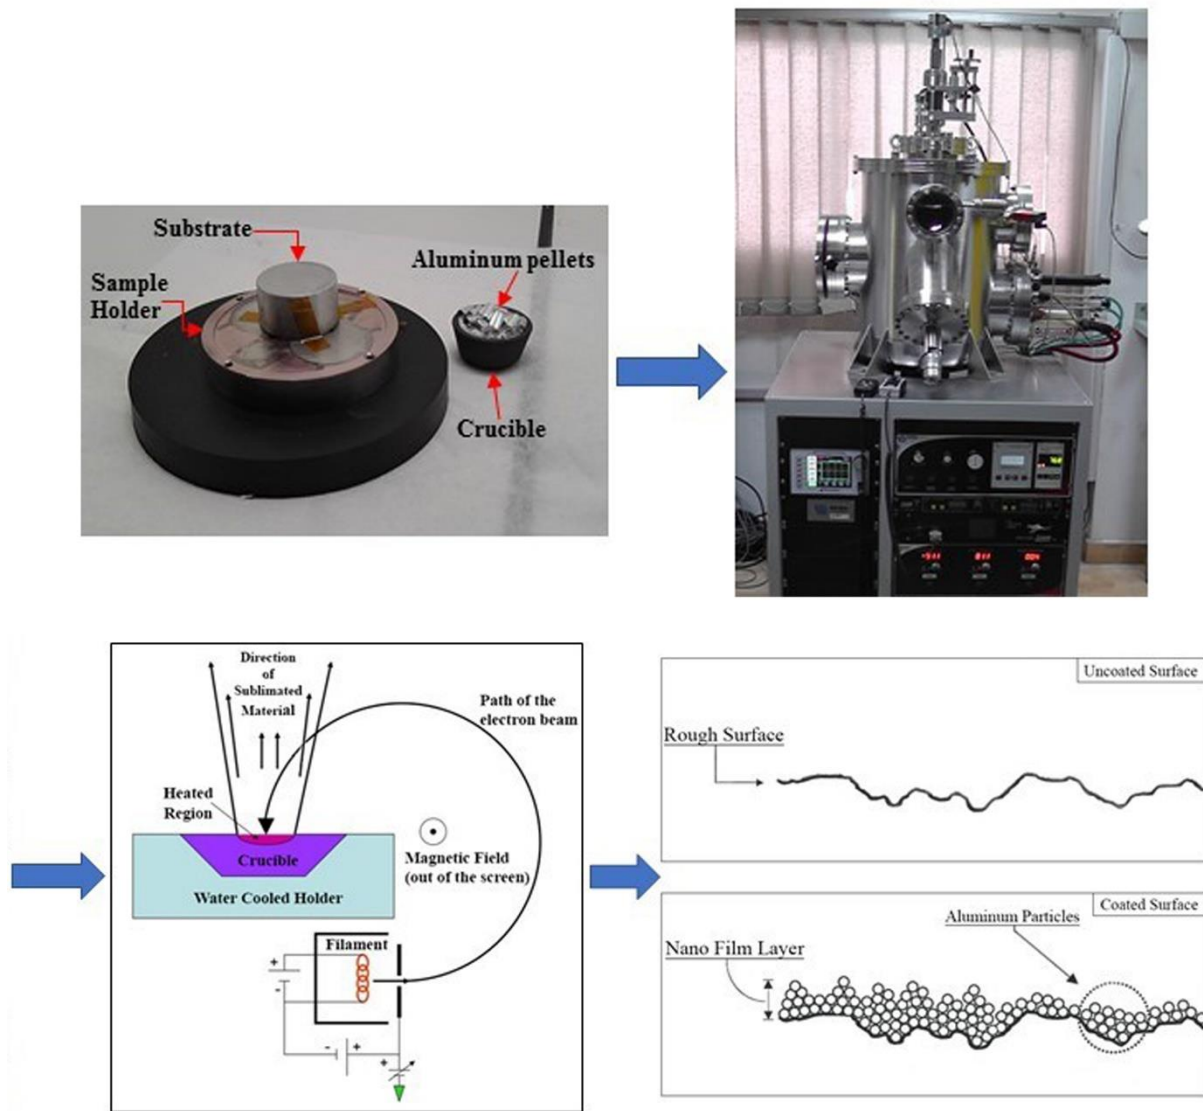 Substrate
Sample
Holder
Aluminum pellets
Crucible
Direction
of
Sublimated
Material
Path of the
electron beam
Heated
Region
Crucible
Water Cooled Holder
Magnetic Field
(out of the screen)
Filament
+
-
- +
+
Uncoated Surface
Rough Surface
Coated Surface
Aluminum Particles
Nano Film Layer